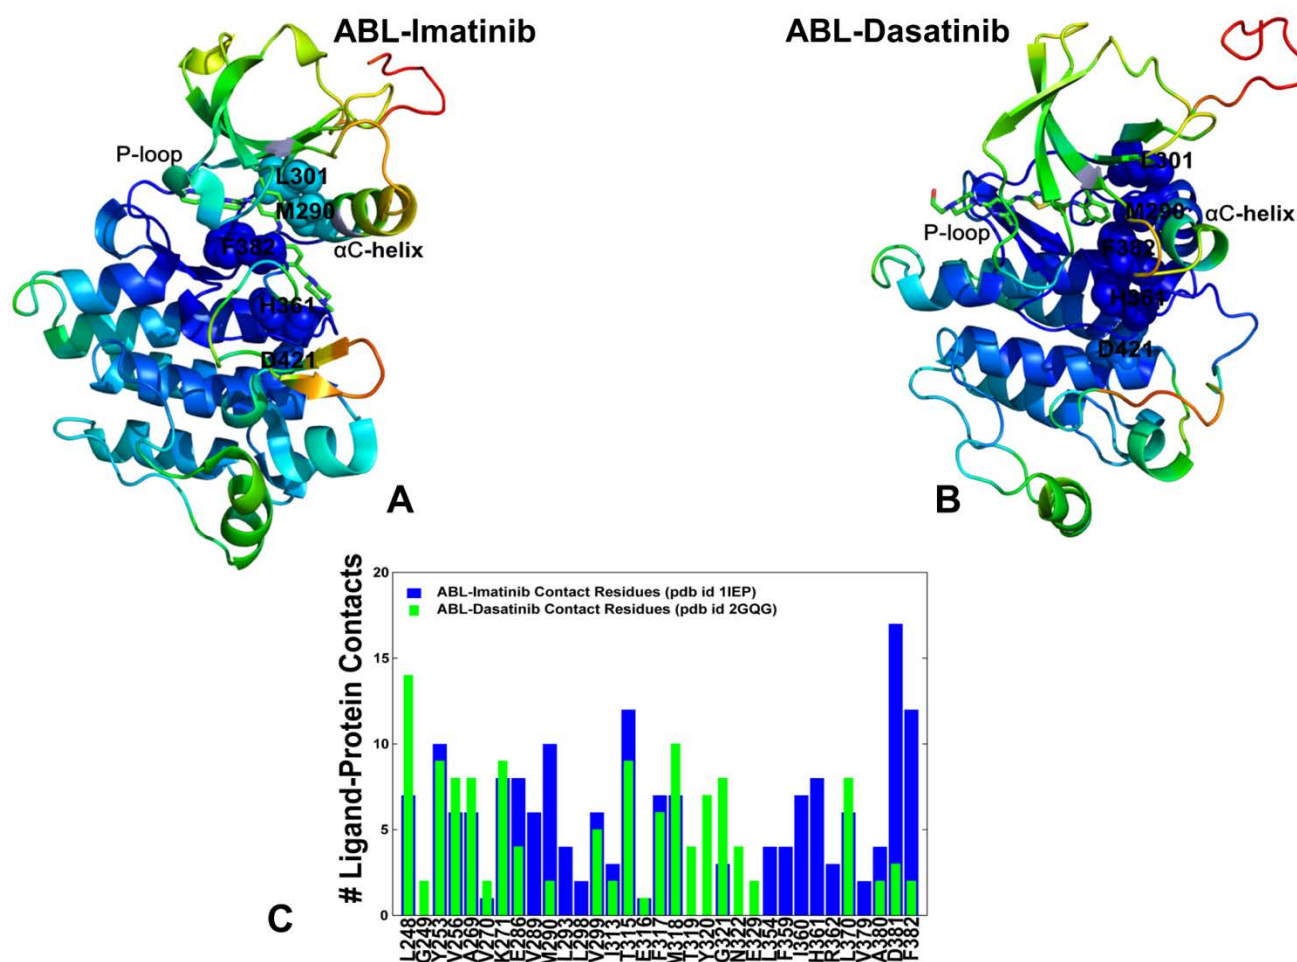 ABL-Imatinib
ABL-Dasatinib
P-loop
L301
M290
αC-helix
F382
H361
D421
A
L301
M290
αC-helix
P-loop
F382
H361
D421
B
ABL-Imatinib Contact Residues (pdb id 1IEP)
ABL-Dasatinib Contact Residues (pdb id 2GQG)
# Ligand-Protein Contacts
20
15
10
5
0
C
L248
G249
Y253
V256
A269
V270
K271
E286
V289
M290
L293
L298
V299
I313
T315
E316
F317
M318
T319
Y320
G321
N322
E329
L354
F359
I360
H361
R362
L370
V379
A380
D381
F382